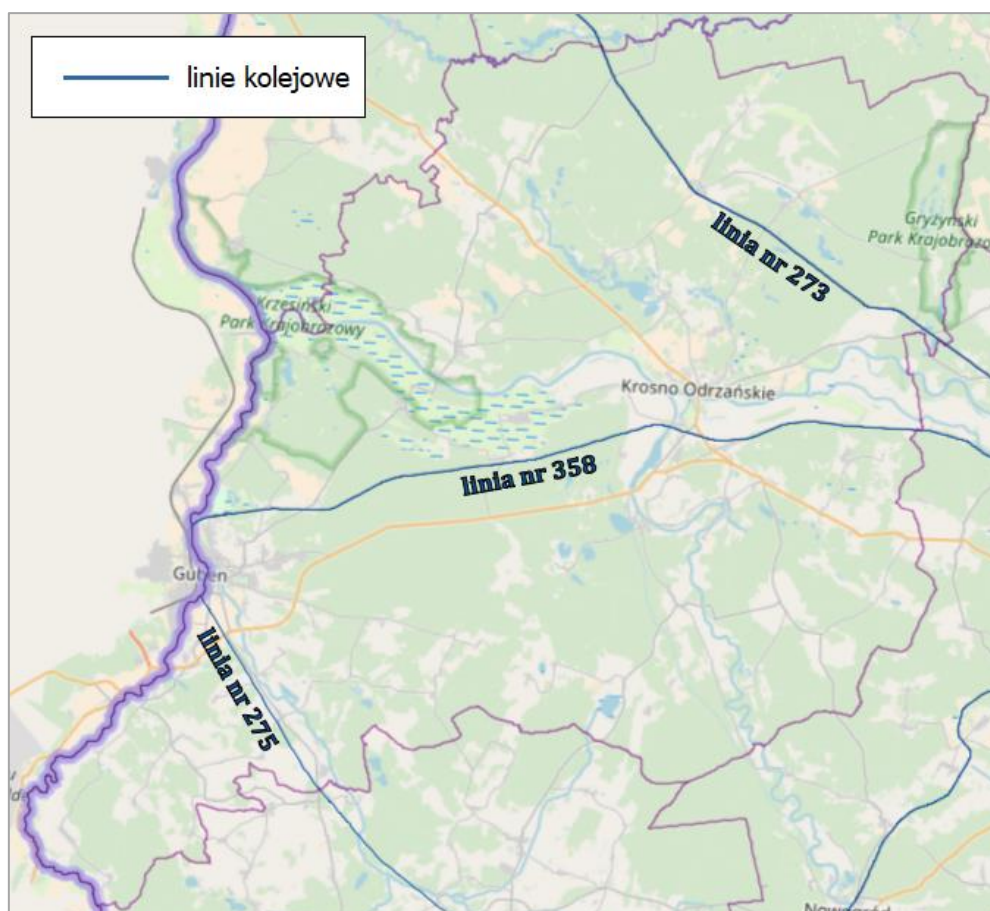 linie kolejowe
linia nr 273
Gryżyński
Park Krajobrazo
Krzesiński
Park Krajobrazowy
Krosno Odrzańskie
linia nr 358
Guben
linia nr 275